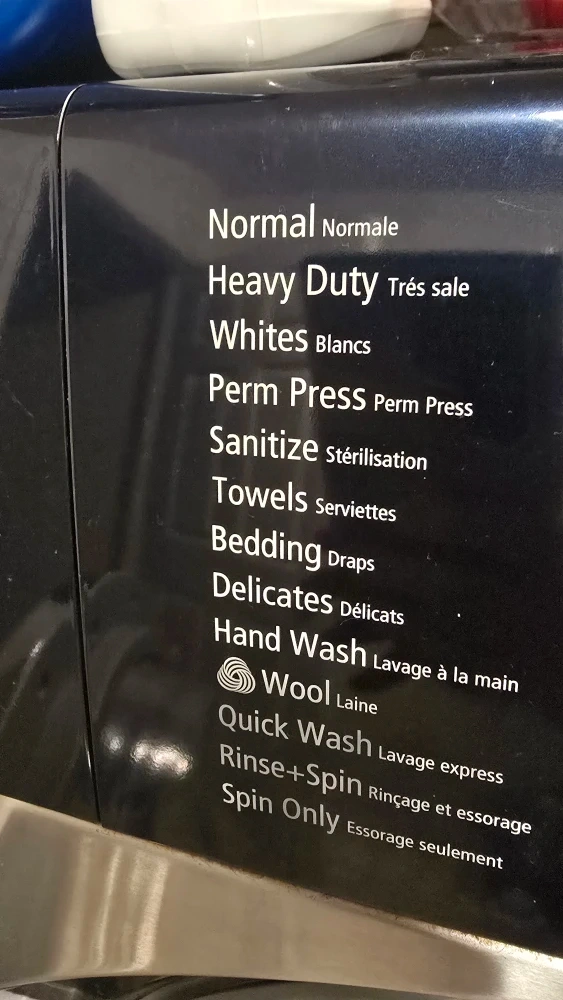 Normal Normale
Heavy Duty Trés sale
Whites Blancs
Perm Press Perm Press
Sanitize Stérilisation
Towels Serviettes
Bedding Draps
Delicates Délicats
Hand Wash Lavage à la main
Wool Laine
Quick Wash Lavage express
Rinse+Spin Rinçage et essorage
Spin Only Essorage seulement